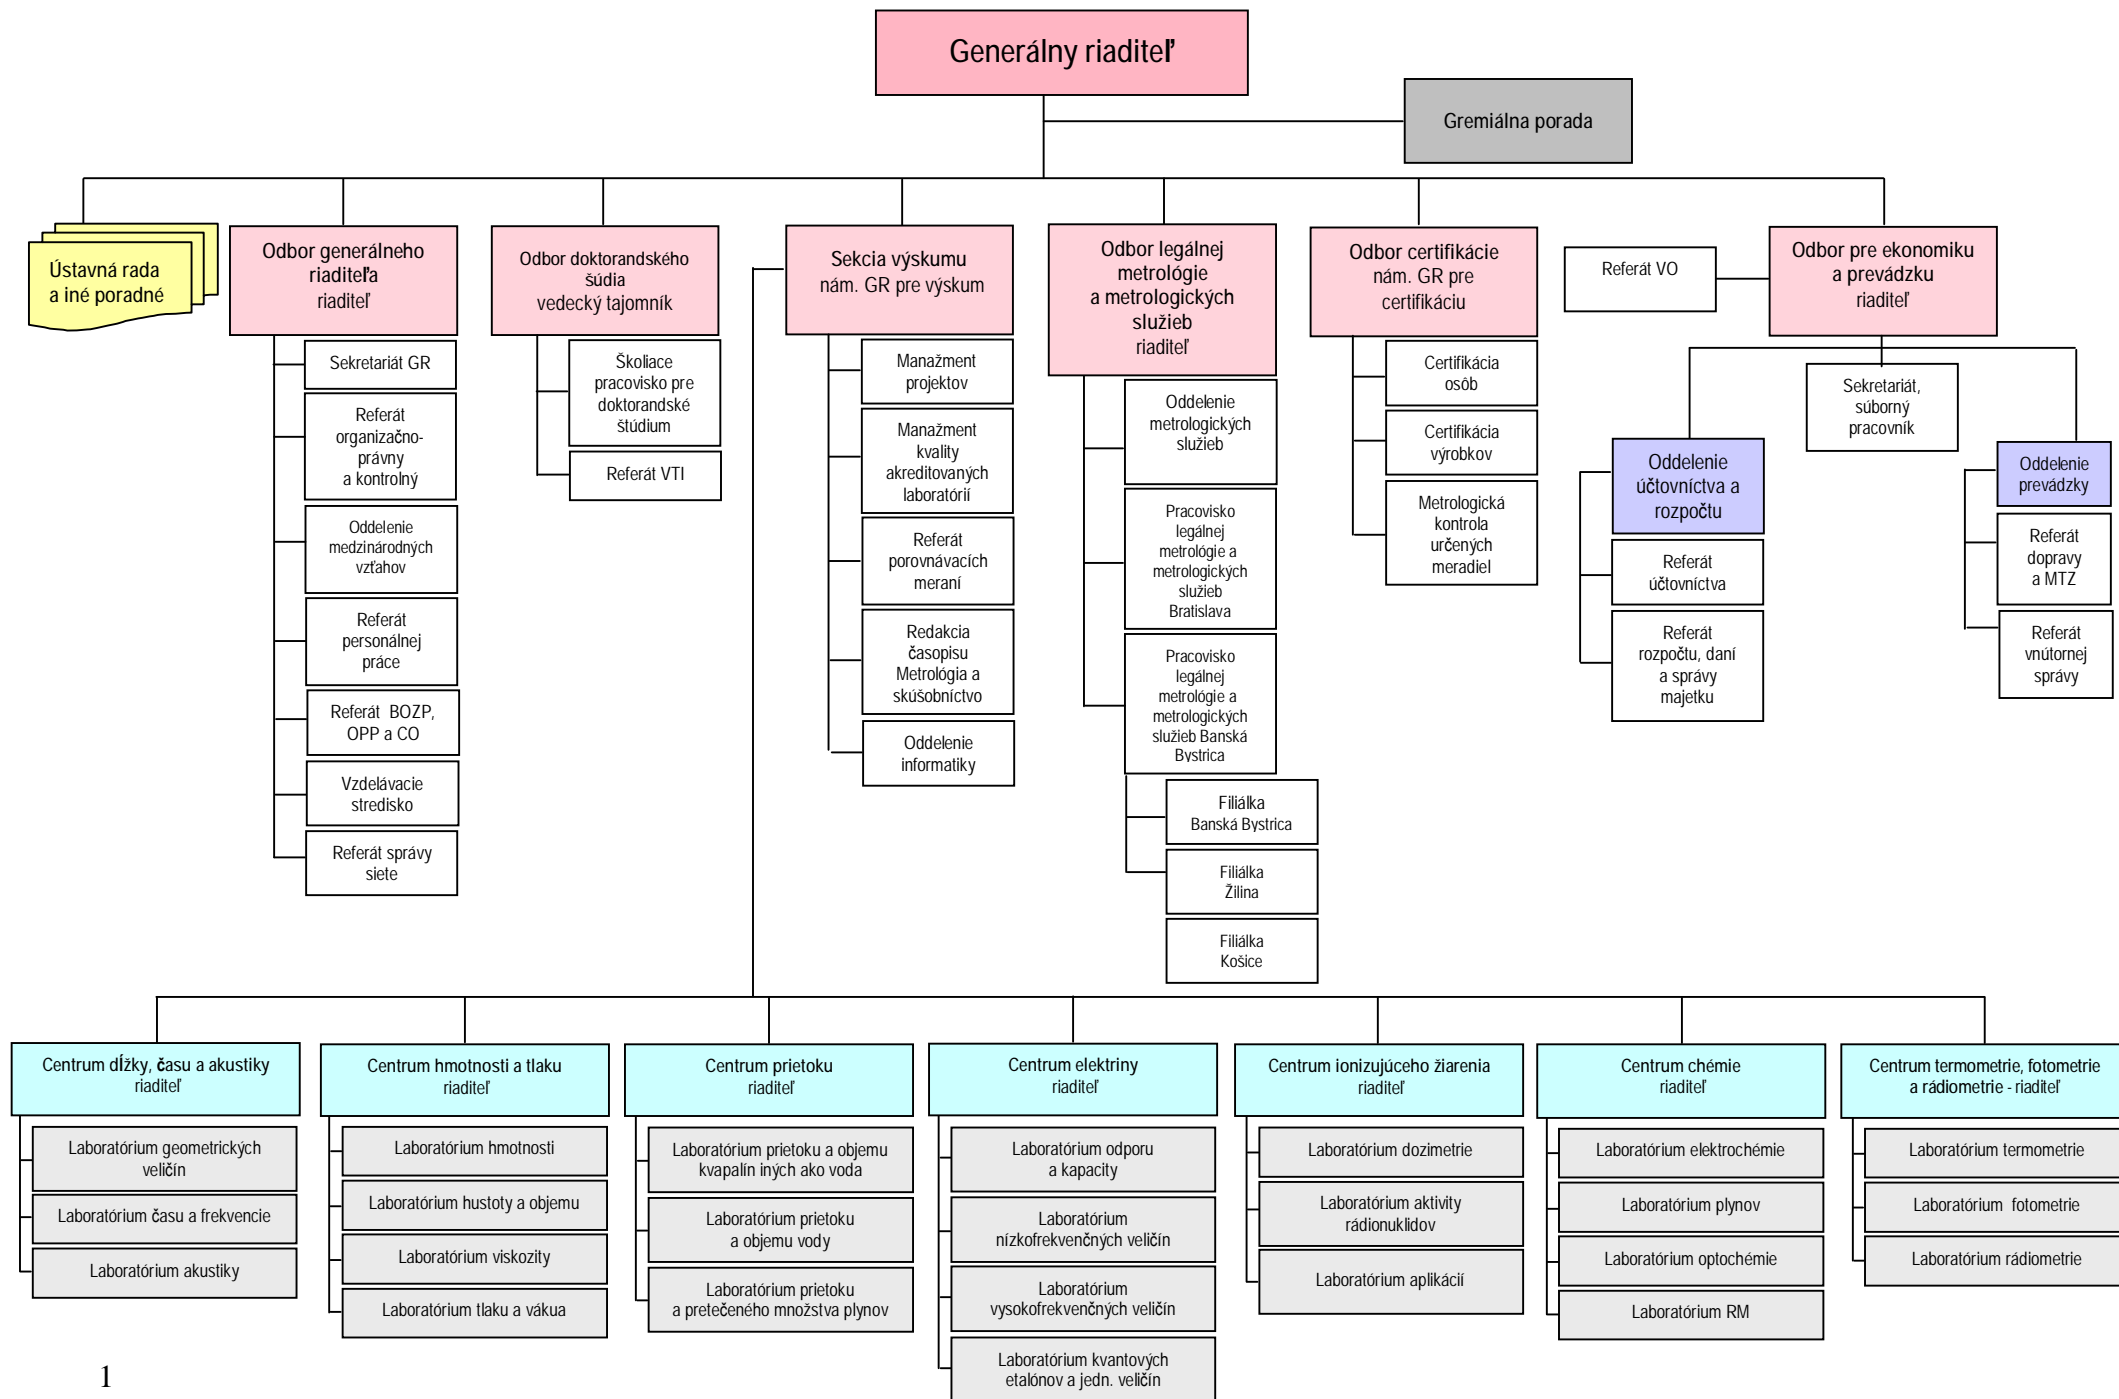 Generálny riaditeľ
Gremiálna porada
Ústavná rada
a iné poradné
Odbor generálneho
riaditeľa
riaditeľ
Sekretariát GR
Referát
organizačno-
právny
a kontrolný
Oddelenie
medzinárodných
vzťahov
Referát
personálnej
práce
Referát BOZP,
OPP a CO
Vzdelávacie
stredisko
Referát správy
siete
Odbor doktorandského
šúdia
vedecký tajomník
Školiace
pracovisko pre
doktorandské
štúdium
Referát VTI
Sekcia výskumu
nám. GR pre výskum
Manažment
projektov
Manažment
kvality
akreditovaných
laboratórií
Referát
porovnávacích
meraní
Redakcia
časopisu
Metrológia a
skúšobníctvo
Oddelenie
informatiky
Odbor legálnej
metrológie
a metrologických
služieb
riaditeľ
Oddelenie
metrologických
služieb
Pracovisko
legálnej
metrológie a
metrologických
služieb
Bratislava
Pracovisko
legálnej
metrológie a
metrologických
služieb Banská
Bystrica
Filiálka
Banská Bystrica
Filiálka
Žilina
Filiálka
Košice
Odbor certifikácie
nám. GR pre
certifikáciu
Certifikácia
osôb
Certifikácia
výrobkov
Metrologická
kontrola
určených
meradiel
Referát VO
Odbor pre ekonomiku
a prevádzku
riaditeľ
Sekretariát,
súborný
pracovník
Oddelenie
účtovníctva a
rozpočtu
Referát
účtovníctva
Referát
rozpočtu, daní
a správy
majetku
Oddelenie
prevádzky
Referát
dopravy
a MTZ
Referát
vnútornej
správy
Centrum dĺžky, času a akustiky
riaditeľ
Laboratórium geometrických
veličín
Laboratórium času a frekvencie
Laboratórium akustiky
Centrum hmotnosti a tlaku
riaditeľ
Laboratórium hmotnosti
Laboratórium hustoty a objemu
Laboratórium viskozity
Laboratórium tlaku a vákua
Centrum prietoku
riaditeľ
Laboratórium prietoku a objemu
kvapalín iných ako voda
Laboratórium prietoku
a objemu vody
Laboratórium prietoku
a pretečeného množstva plynov
Centrum elektriny
riaditeľ
Laboratórium odporu
a kapacity
Laboratórium
nízkofrekvenčných veličín
Laboratórium
vysokofrekvenčných veličín
Laboratórium kvantových
etalónov a jedn. veličín
Centrum ionizujúceho žiarenia
riaditeľ
Laboratórium dozimetrie
Laboratórium aktivity
rádionuklidov
Laboratórium aplikácií
Centrum chémie
riaditeľ
Laboratórium elektrochémie
Laboratórium plynov
Laboratórium optochémie
Laboratórium RM
Centrum termometrie, fotometrie
a rádiometrie - riaditeľ
Laboratórium termometrie
Laboratórium fotometrie
Laboratórium rádiometrie
1